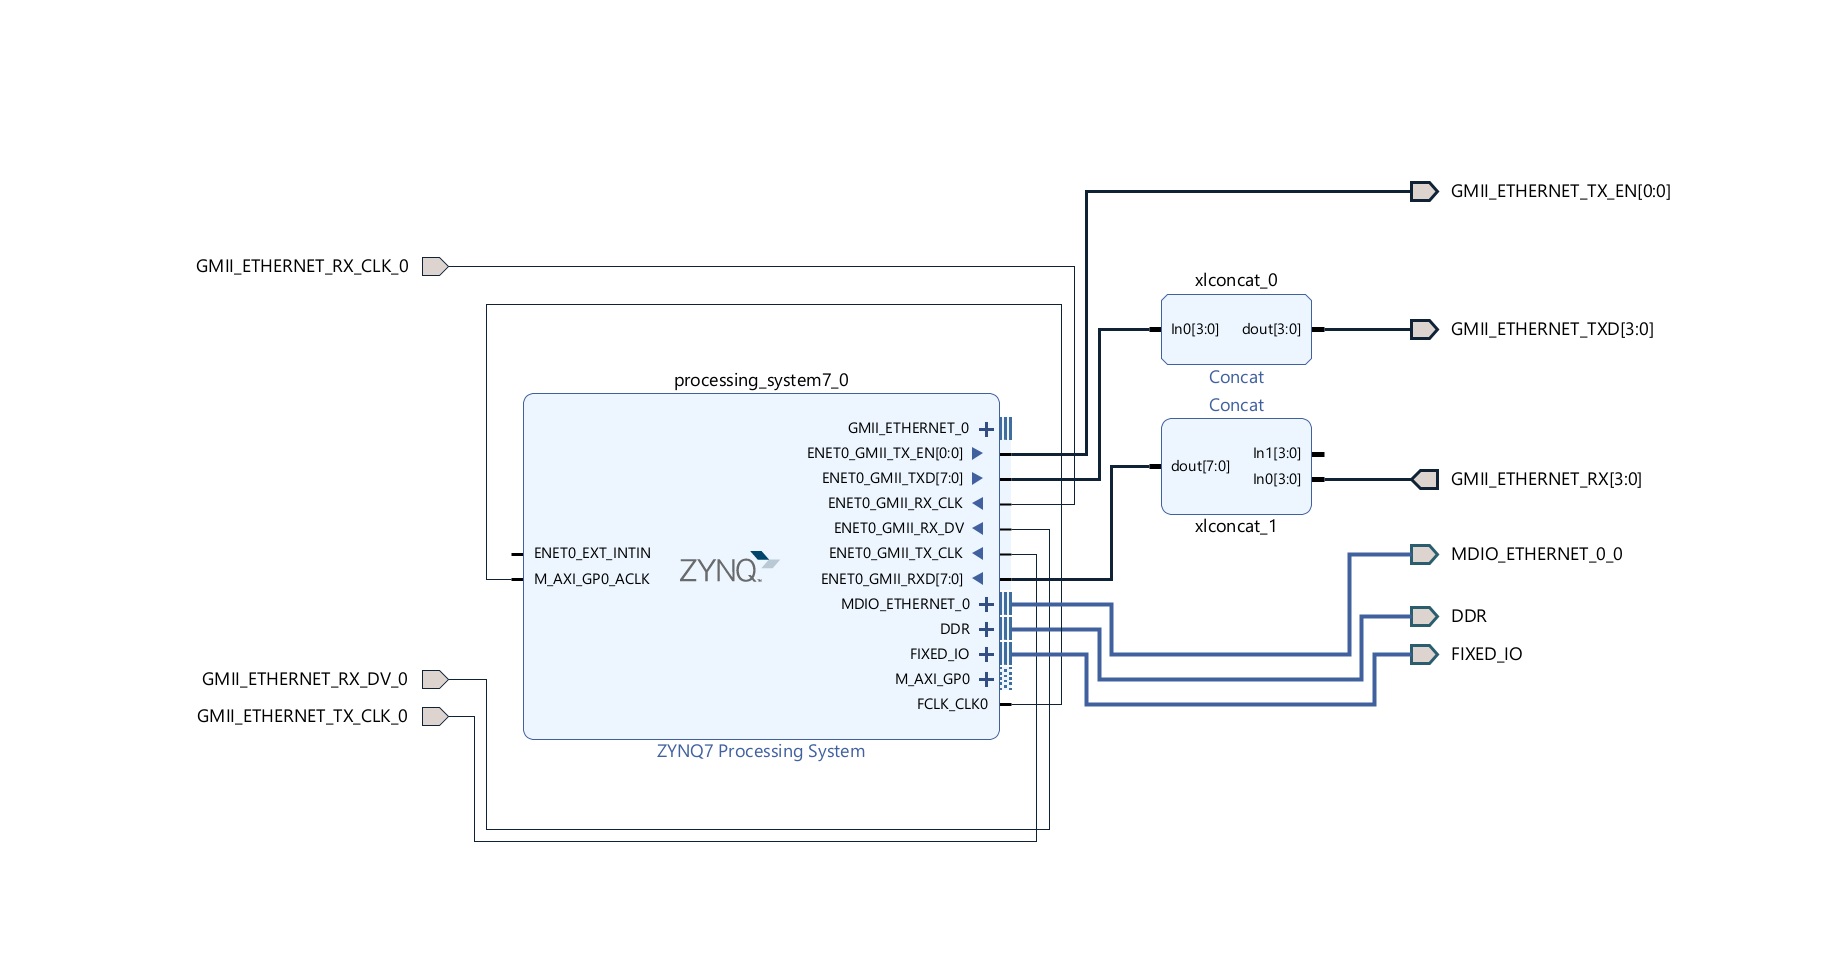 GMII_ETHERNET_TX_EN[0:0]
GMII_ETHERNET_RX_CLK_0
xlconcat_0
In0[3:0] dout[3:0]
GMII_ETHERNET_TXD[3:0]
Concat
processing_system7_0
Concat
GMII_ETHERNET_0
ENET0_GMII_TX_EN[0:0]
In1[3:0]
dout[7:0]
ENET0_GMII_TXD[7:0]
In0[3:0]
GMII_ETHERNET_RX[3:0]
ENET0_GMII_RX_CLK
ENET0_GMII_RX_DV
xlconcat_1
ENET0_EXT_INTIN
ENET0_GMII_TX_CLK
MDIO_ETHERNET_0_0
ZYNQ
M_AXI_GP0_ACLK
ENET0_GMII_RXD[7:0]
MDIO_ETHERNET_0
DDR
DDR
FIXED_IO
FIXED_IO
GMII_ETHERNET_RX_DV_0
M_AXI_GP0
FCLK_CLK0
GMII_ETHERNET_TX_CLK_0
ZYNQ7 Processing System